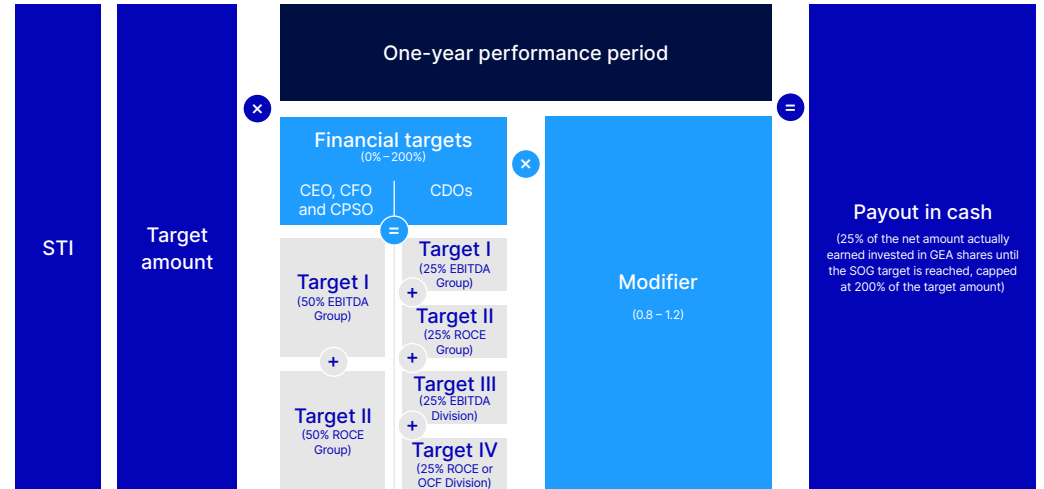 STI
Target
amount
×
One-year performance period
Financial targets
(0%–200%)
CEO, CFO
and CPSO
CDOs
=
Target I
(50% EBITDA
Group)
+
Target II
(50% ROCE
Group)
Target I
(25% EBITDA
Group)
+
Target II
(25% ROCE
Group)
+
Target III
(25% EBITDA
Division)
+
Target IV
(25% ROCE or
OCF Division)
×
Modifier
(0.8 – 1.2)
=
Payout in cash
(25% of the net amount actually
earned invested in GEA shares until
the SOG target is reached, capped
at 200% of the target amount)